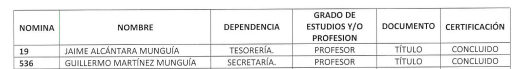 NOMINA NOMBRE DEPENDENCIA GRADO DE ESTUDIOS Y/O PROFESION DOCUMENTO CERTIFICACIÓN
19 JAIME ALCÁNTARA MUNGUÍA TESORERÍA. PROFESOR TÍTULO CONCLUIDO
536 GUILLERMO MARTÍNEZ MUNGUÍA SECRETARÍA. PROFESOR TÍTULO CONCLUIDO